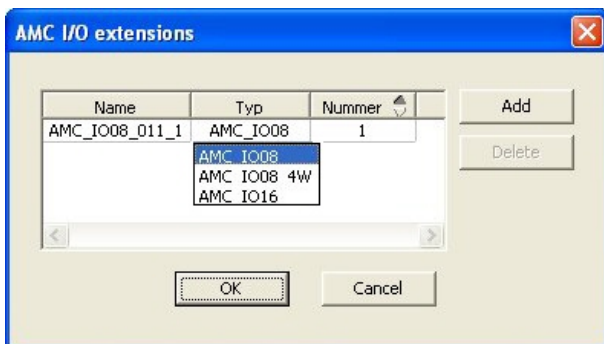 AMC I/O extensions
Name Typ Nummer
Add
AMC_IO08_011_1 AMC_IO08 1
Delete
AMC_IO08
AMC_IO08_4W
AMC_IO16
OK Cancel